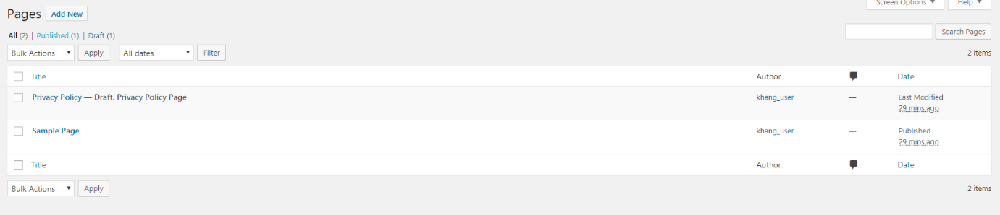 Screen Options ▼ Help ▼
Pages Add New
All (2) | Published (1) | Draft (1)
Search Pages
Bulk Actions ▼ Apply All dates ▼ Filter 2 items
Title Author Date
Privacy Policy — Draft, Privacy Policy Page khang_user — Last Modified
29 mins ago
Sample Page khang_user — Published
29 mins ago
Title Author Date
Bulk Actions ▼ Apply 2 items